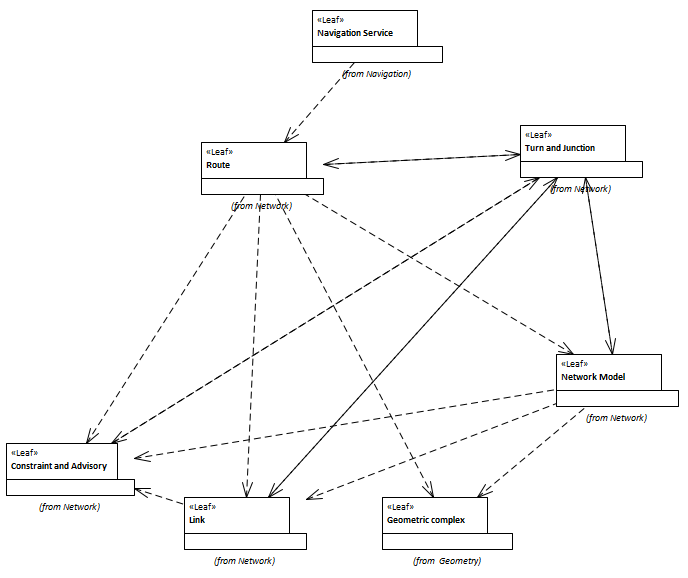 «Leaf»
Navigation Service
(from Navigation)
«Leaf»
Turn and Junction
(from Network)
«Leaf»
Route
(from Network)
«Leaf»
Network Model
(from Network)
«Leaf»
Constraint and Advisory
(from Network)
«Leaf»
Link
(from Network)
«Leaf»
Geometric complex
(from Geometry)